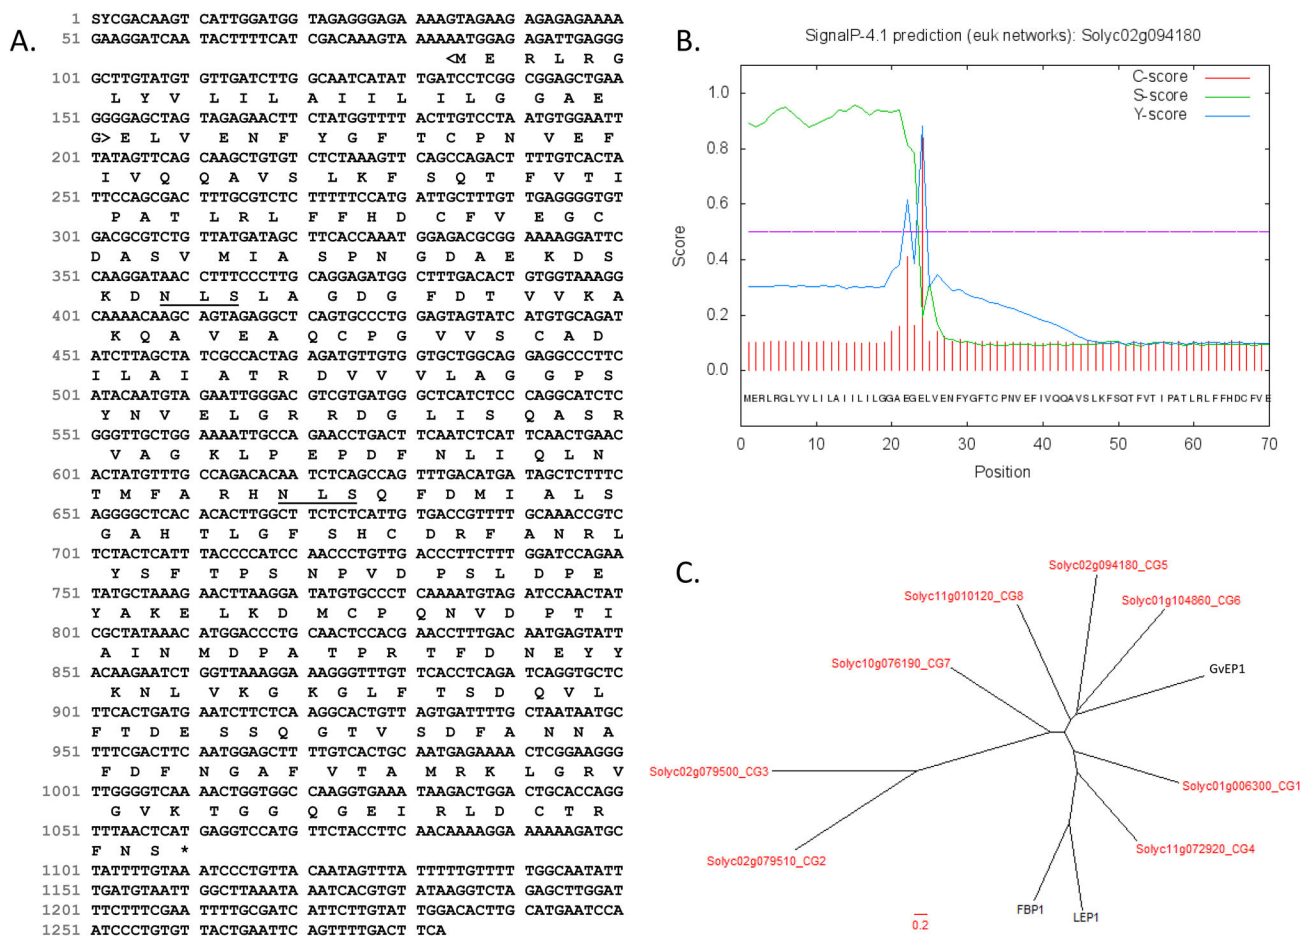 A.
1 SYCGACAAGT CATTGGATGG TAGAGGGAGA AAAGTAGAAG AGAGAGAAAA
51 GAAGGATCAA TACTTTTCAT CGACAAAGTA AAAAATGGAG AGATTGAGGG
<M E R L R G
101 GCTTGTATGT GTTGATCTTG GCAATCATAT TGATCCTCGG CGGAGCTGAA
L Y V L I L A I I L I L G G A E
151 GGGGAGCTAG TAGAGAACTT CTATGGTTTT ACTTGTCCTA ATGTGGAATT
G> E L V E N F Y G F T C P N V E F
201 TATAGTTCAG CAAGCTGTGT CTCTAAAGTT CAGCCAGACT TTTGTCACTA
I V Q Q A V S L K F S Q T F V T I
251 TTCCAGCGAC TTTGCGTCTC TTTTTCCATG ATTGCTTTGT TGAGGGGTGT
P A T L R L F F H D C F V E G C
301 GACGCGTCTG TTATGATAGC TTCACCAAAT GGAGACGCGG AAAAGGATTC
D A S V M I A S P N G D A E K D S
351 CAAGGATAAC CTTTCCCTTG CAGGAGATGG CTTTGACACT GTGGTAAAGG
K D N L S L A G D G F D T V V K A
401 CAAAACAAGC AGTAGAGGCT CAGTGCCCTG GAGTAGTATC ATGTGCAGAT
K Q A V E A Q C P G V V S C A D
451 ATCTTAGCTA TCGCCACTAG AGATGTTGTG GTGCTGGCAG GAGGCCCTTC
I L A I A T R D V V V L A G G P S
501 ATACAATGTA GAATTGGGAC GTCGTGATGG GCTCATCTCC CAGGCATCTC
Y N V E L G R R D G L I S Q A S R
551 GGGTTGCTGG AAAATTGCCA GAACCTGACT TCAATCTCAT TCAACTGAAC
V A G K L P E P D F N L I Q L N
601 ACTATGTTTG CCAGACACAA TCTCAGCCAG TTTGACATGA TAGCTCTTTC
T M F A R H N L S Q F D M I A L S
651 AGGGGCTCAC ACACTTGGCT TCTCTCATTG TGACCGTTTT GCAAACCGTC
G A H T L G F S H C D R F A N R L
701 TCTACTCATT TACCCCATCC AACCCTGTTG ACCCTTCTTT GGATCCAGAA
Y S F T P S N P V D P S L D P E
751 TATGCTAAAG AACTTAAGGA TATGTGCCCT CAAAATGTAG ATCCAACTAT
Y A K E L K D M C P Q N V D P T I
801 CGCTATAAAC ATGGACCCTG CAACTCCACG AACCTTTGAC AATGAGTATT
A I N M D P A T P R T F D N E Y Y
851 ACAAGAATCT GGTTAAAGGA AAGGGTTTGT TCACCTCAGA TCAGGTGCTC
K N L V K G K G L F T S D Q V L
901 TTCACTGATG AATCTTCTCA AGGCACTGTT AGTGATTTTG CTAATAATGC
F T D E S S Q G T V S D F A N N A
951 TTTCGACTTC AATGGAGCTT TTGTCACTGC AATGAGAAAA CTCGGAAGGG
F D F N G A F V T A M R K L G R V
1001 TTGGGGTCAA AACTGGTGGC CAAGGTGAAA TAAGACTGGA CTGCACCAGG
G V K T G G Q G E I R L D C T R
1051 TTTAACTCAT GAGGTCCATG TTCTACCTTC AACAAAAGGA AAAAAGATGC
F N S *
1101 TATTTTGTAA ATCCCTGTTA CAATAGTTTA TTTTTGTTTT TGGCAATATT
1151 TGATGTAATT GGCTTAAATA AATCACGTGT ATAAGGTCTA GAGCTTGGAT
1201 TTCTTTCGAA TTTTGCGATC ATTCTTGTAT TGGACACTTG CATGAATCCA
1251 ATCCCTGTGT TACTGAATTC AGTTTTGACT TCA
B.
SignalP-4.1 prediction (euk networks): Solyc02g094180
C-score
S-score
Y-score
1.0
0.8
0.6
0.4
0.2
0.0
Score
MERLRGLYVLILAIILILGGAEGELVENFYGFTCPNVEFIVQQAVSLKFSQTFVTIPATLRLFFHDCFVE
0 10 20 30 40 50 60 70
Position
C.
Solyc02g094180_CG5
Solyc11g010120_CG8
Solyc01g104860_CG6
Solyc10g076190_CG7
GvEP1
Solyc02g079500_CG3
Solyc01g006300_CG1
Solyc02g079510_CG2
Solyc11g072920_CG4
FBP1
LEP1
0.2